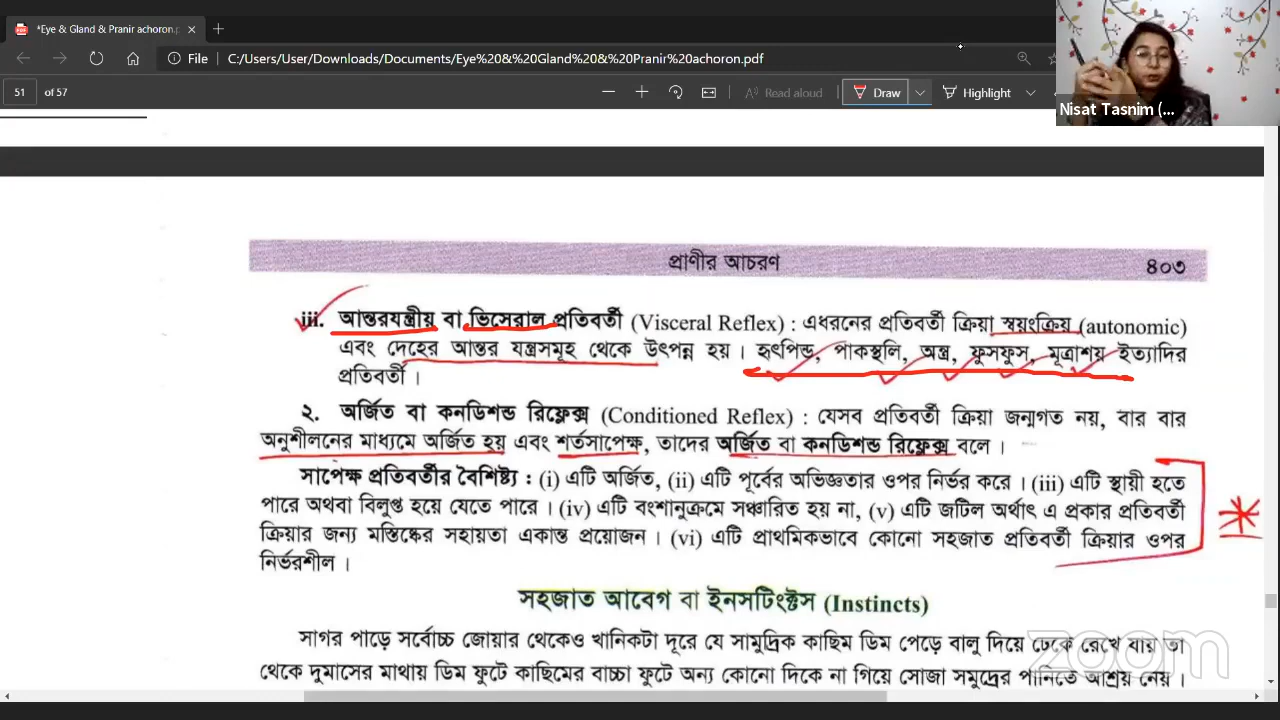 *Eye & Gland & Pranir achoron.p
File C:/Users/User/Downloads/Documents/Eye%20&%20Gland%20&%20Pranir%20achoron.pdf
51 of 57 Read aloud Draw Highlight
Nisat Tasnim (...
প্রাণীর আচরণ ৪০৩
iii. আন্তরযন্ত্রীয় বা ভিসেরাল প্রতিবর্তী (Visceral Reflex) : এধরনের প্রতিবর্তী ক্রিয়া স্বয়ংক্রিয় (autonomic)
এবং দেহের আন্তর যন্ত্রসমূহ থেকে উৎপন্ন হয়। হৃৎপিন্ড, পাকস্থলি, অন্ত্র, ফুসফুস, মূত্রাশয় ইত্যাদির
প্রতিবর্তী।
২. অর্জিত বা কনডিশন্ড রিফ্লেক্স (Conditioned Reflex) : যেসব প্রতিবর্তী ক্রিয়া জন্মগত নয়, বার বার
অনুশীলনের মাধ্যমে অর্জিত হয় এবং শর্তসাপেক্ষ, তাদের অর্জিত বা কনডিশন্ড রিফ্লেক্স বলে।
সাপেক্ষ প্রতিবর্তীর বৈশিষ্ট্য : (i) এটি অর্জিত, (ii) এটি পূর্বের অভিজ্ঞতার ওপর নির্ভর করে। (iii) এটি স্থায়ী হতে
পারে অথবা বিলুপ্ত হয়ে যেতে পারে। (iv) এটি বংশানুক্রমে সঞ্চারিত হয় না, (v) এটি জটিল অর্থাৎ এ প্রকার প্রতিবর্তী
ক্রিয়ার জন্য মস্তিষ্কের সহায়তা একান্ত প্রয়োজন। (vi) এটি প্রাথমিকভাবে কোনো সহজাত প্রতিবর্তী ক্রিয়ার ওপর
নির্ভরশীল।
সহজাত আবেগ বা ইনসটিংক্টস (Instincts)
সাগর পাড়ে সর্বোচ্চ জোয়ার থেকেও খানিকটা দূরে যে সামুদ্রিক কাছিম ডিম পেড়ে বালু দিয়ে ঢেকে রেখে যায় তা
থেকে দুমাসের মাথায় ডিম ফুটে কাছিমের বাচ্চা ফুটে অন্য কোনো দিকে না গিয়ে সোজা সমুদ্রের পানিতে আশ্রয় নেয়।
zoom